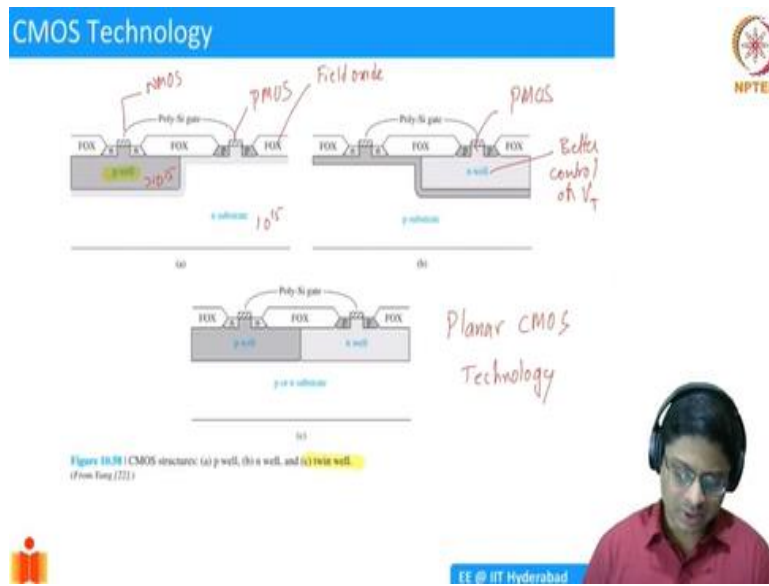 CMOS Technology
NPTEL
NMOS
PMOS
Field oxide
Poly-Si gate
FOX
n
n
FOX
p
p
FOX
p well
>10^15
n substrate
10^15
(a)
PMOS
Poly-Si gate
FOX
n
n
FOX
p
p
FOX
n well
Better
control
of V_T
p substrate
(b)
Poly-Si gate
FOX
n
n
FOX
p
p
FOX
p well
n well
p or n substrate
(c)
Planar CMOS
Technology
Figure 10.58 | CMOS structures: (a) p well, (b) n well, and (c) twin well.
(From Yang [22].)
EE @ IIT Hyderabad